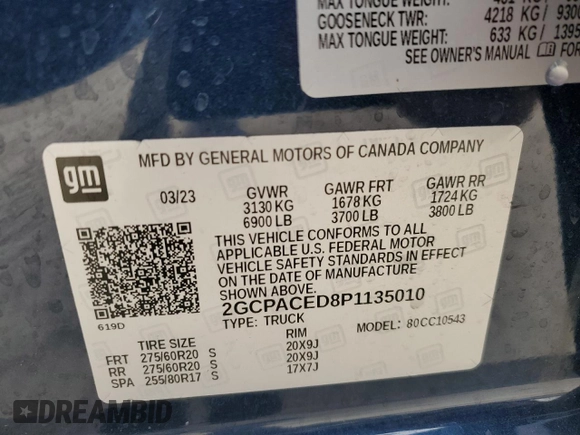 MAX TONGUE WEIGHT:
GOOSENECK TWR: 4218 KG /
MAX TONGUE WEIGHT: 633 KG / 1395
SEE OWNER'S MANUAL FOR
gm
MFD BY GENERAL MOTORS OF CANADA COMPANY
03/23 GVWR GAWR FRT GAWR RR
3130 KG 1678 KG 1724 KG
6900 LB 3700 LB 3800 LB
THIS VEHICLE CONFORMS TO ALL
APPLICABLE U.S. FEDERAL MOTOR
VEHICLE SAFETY STANDARDS IN EFFECT
ON THE DATE OF MANUFACTURE
SHOWN ABOVE.
2GCPACED8P1135010
619D
TYPE: TRUCK MODEL: 80CC10543
TIRE SIZE RIM
FRT 275/60R20 S 20X9J
RR 275/60R20 S 20X9J
SPA 255/80R17 S 17X7J
DREAMBID